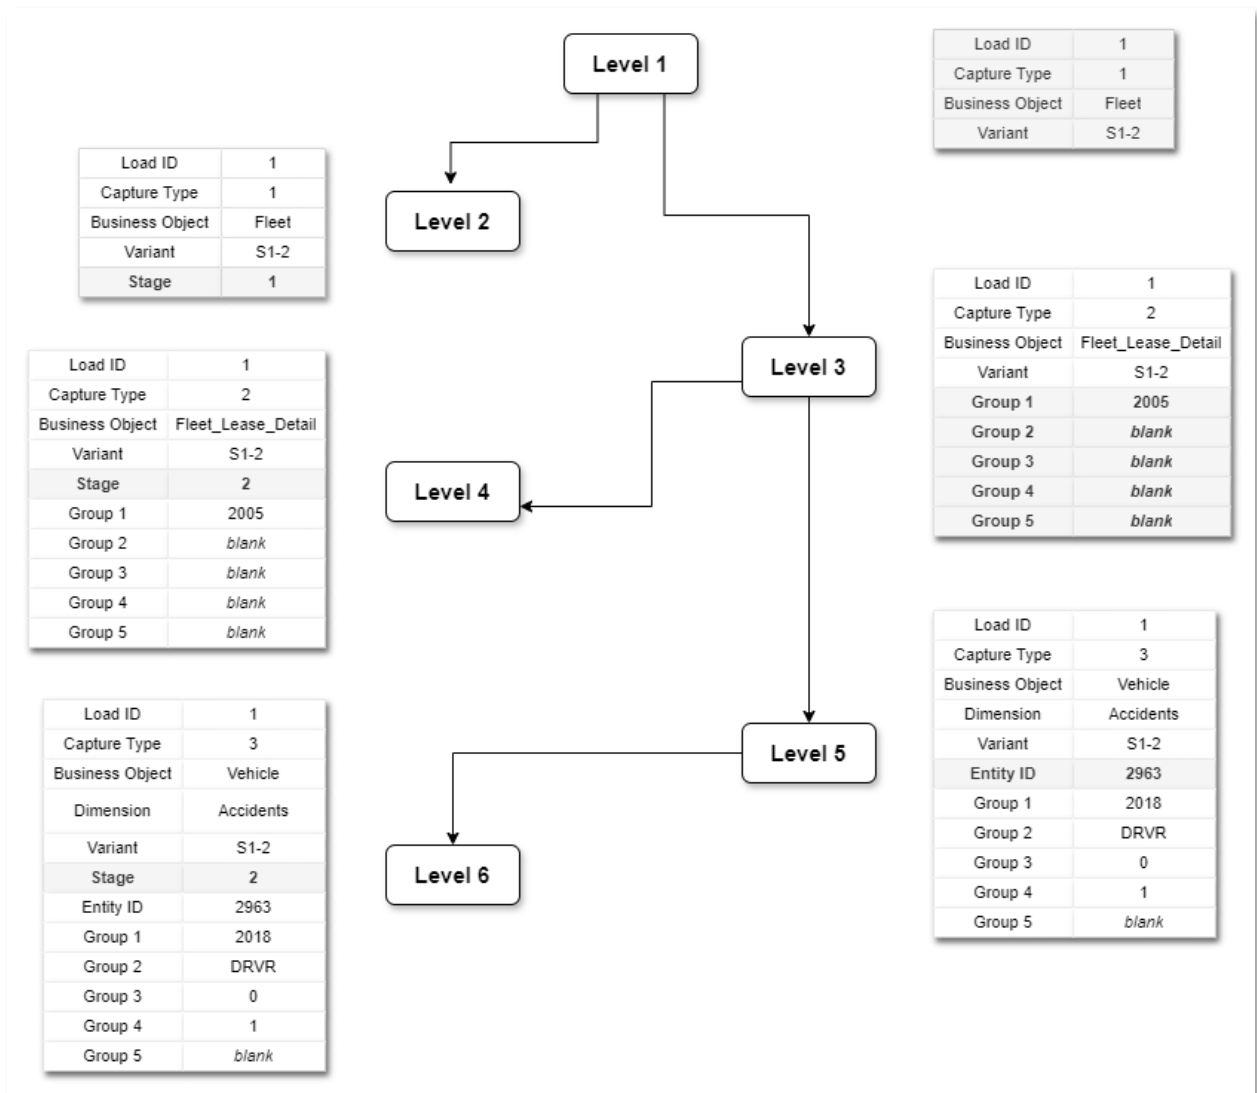 Level 1
Load ID 1
Capture Type 1
Business Object Fleet
Variant S1-2
Load ID 1
Capture Type 1
Business Object Fleet
Variant S1-2
Stage 1
Level 2
Load ID 1
Capture Type 2
Business Object Fleet_Lease_Detail
Variant S1-2
Group 1 2005
Group 2 blank
Group 3 blank
Group 4 blank
Group 5 blank
Level 3
Load ID 1
Capture Type 2
Business Object Fleet_Lease_Detail
Variant S1-2
Stage 2
Group 1 2005
Group 2 blank
Group 3 blank
Group 4 blank
Group 5 blank
Level 4
Load ID 1
Capture Type 3
Business Object Vehicle
Dimension Accidents
Variant S1-2
Entity ID 2963
Group 1 2018
Group 2 DRVR
Group 3 0
Group 4 1
Group 5 blank
Level 5
Load ID 1
Capture Type 3
Business Object Vehicle
Dimension Accidents
Variant S1-2
Stage 2
Entity ID 2963
Group 1 2018
Group 2 DRVR
Group 3 0
Group 4 1
Group 5 blank
Level 6